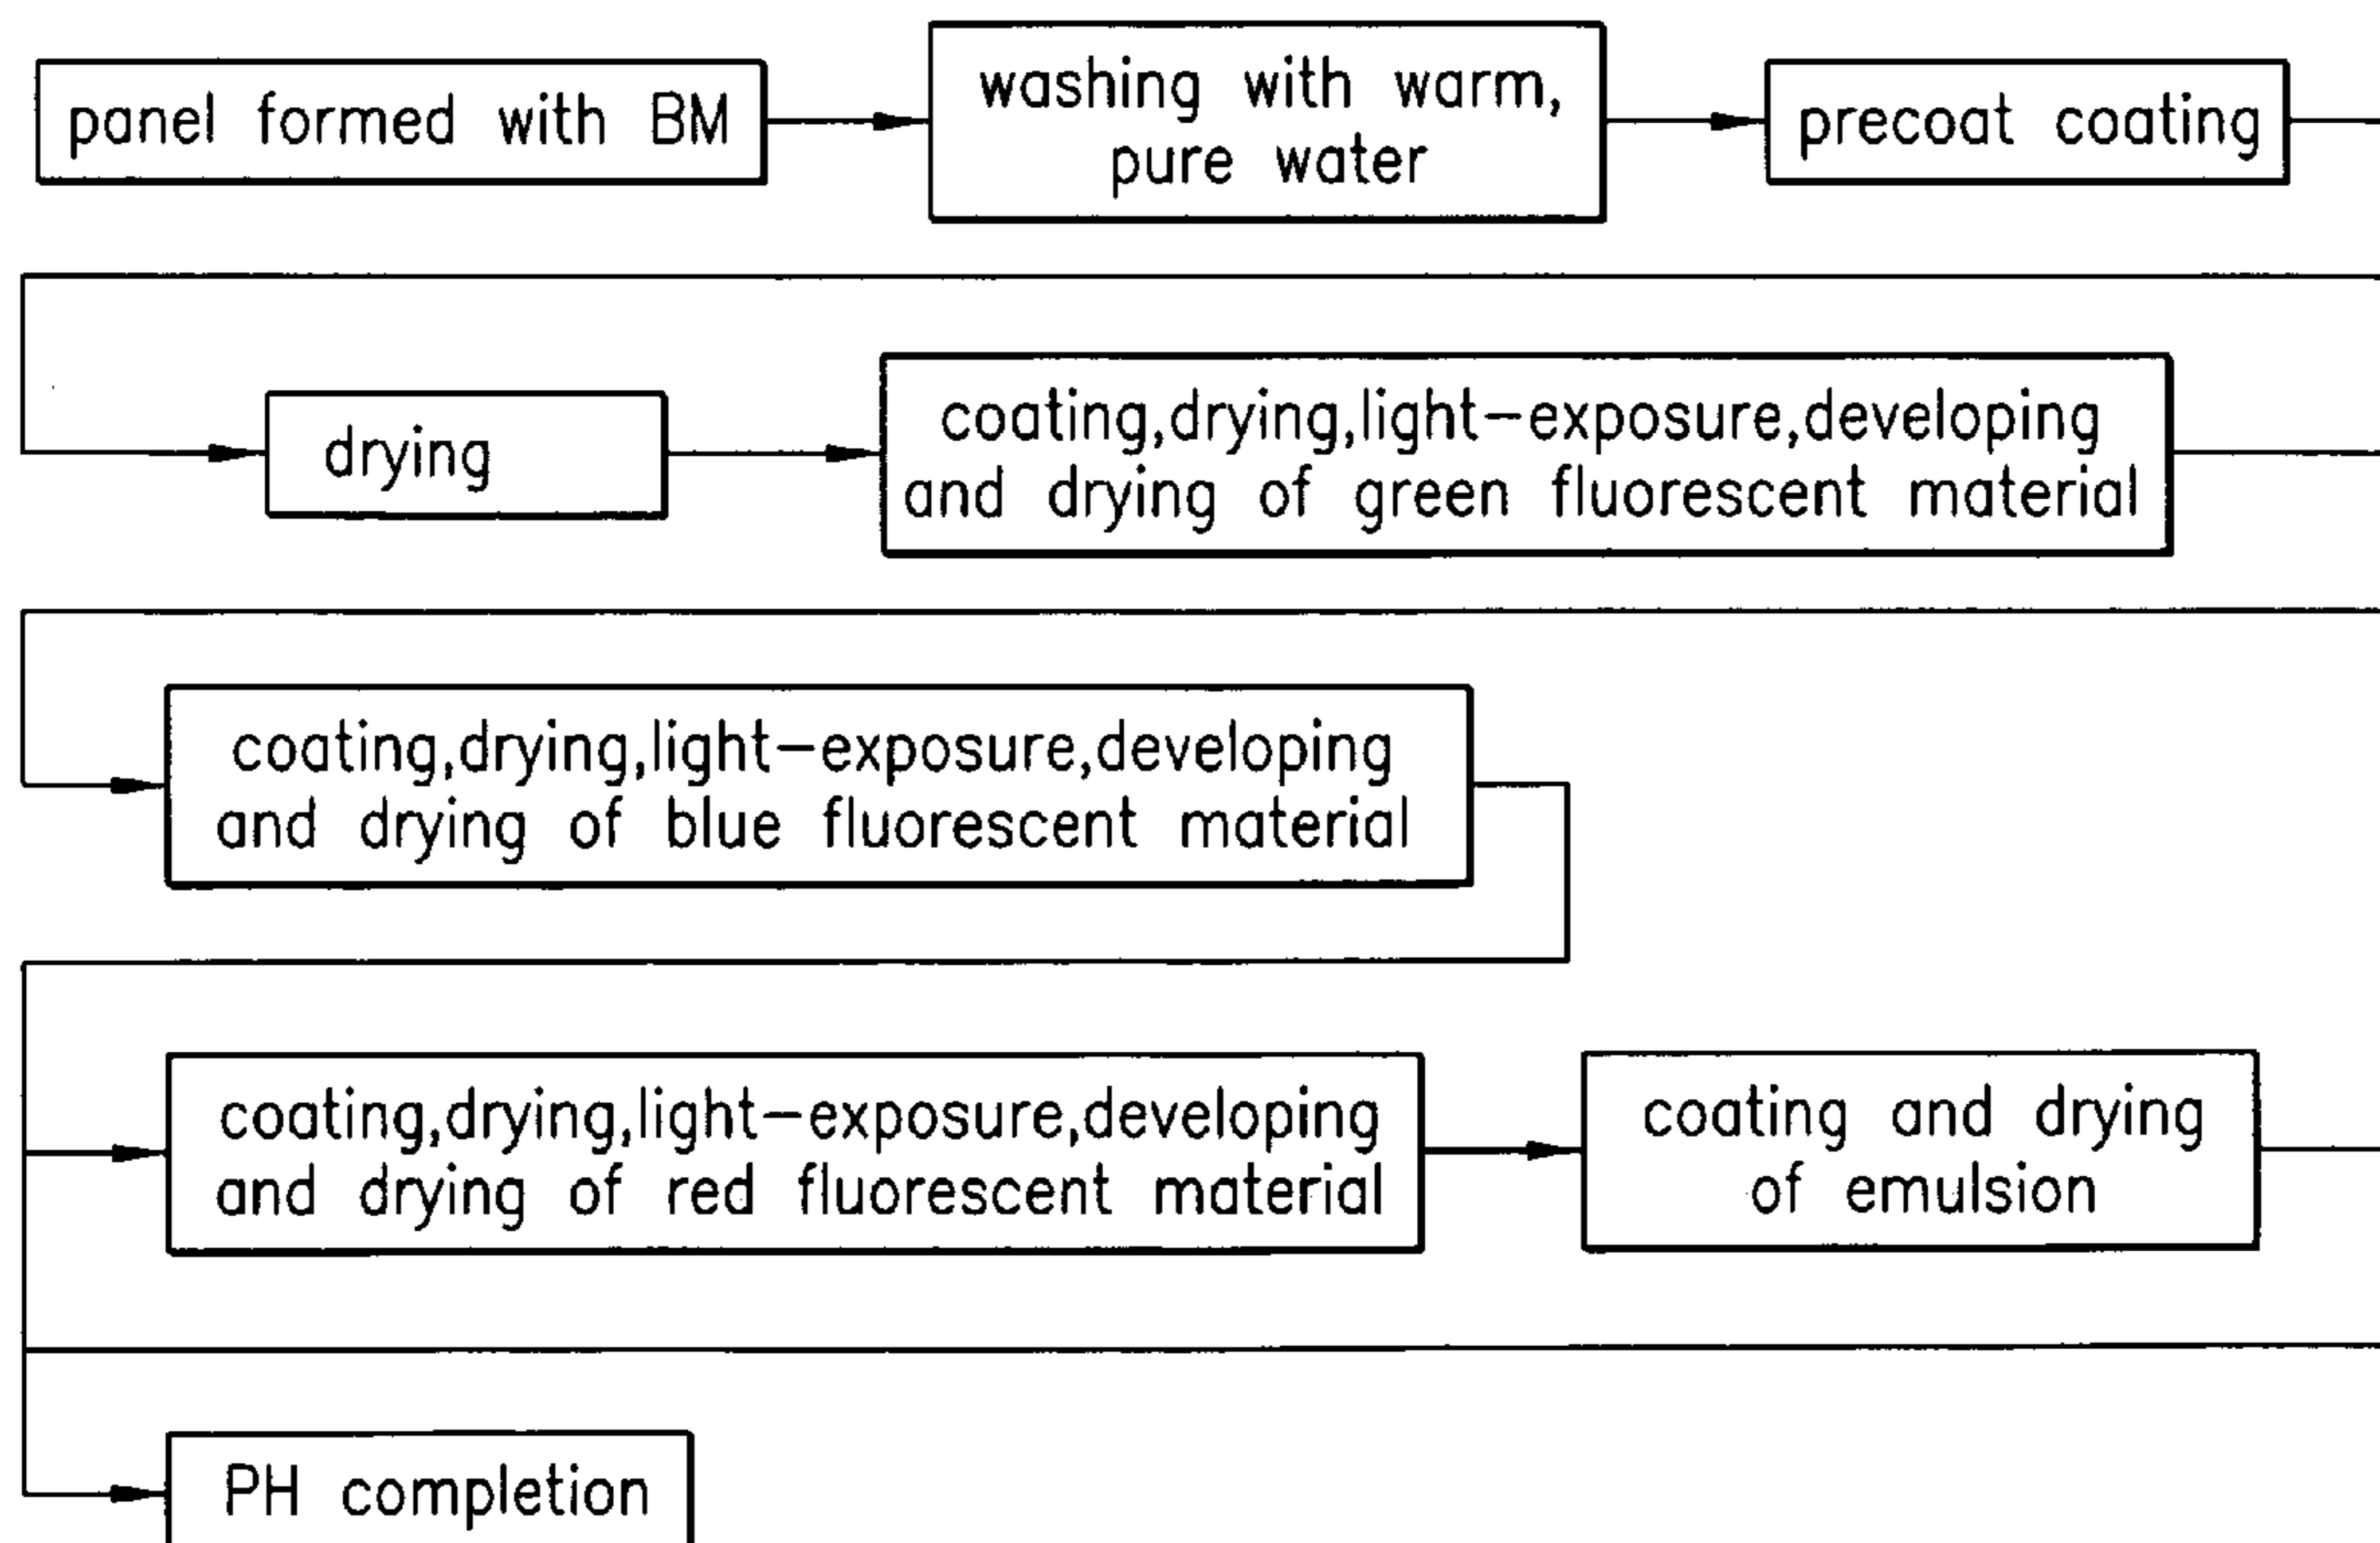 panel formed with BM
washing with warm,
pure water
precoat coating
drying
coating,drying,light-exposure,developing
and drying of green fluorescent material
coating,drying,light-exposure,developing
and drying of blue fluorescent material
coating,drying,light-exposure,developing
and drying of red fluorescent material
coating and drying
of emulsion
PH completion